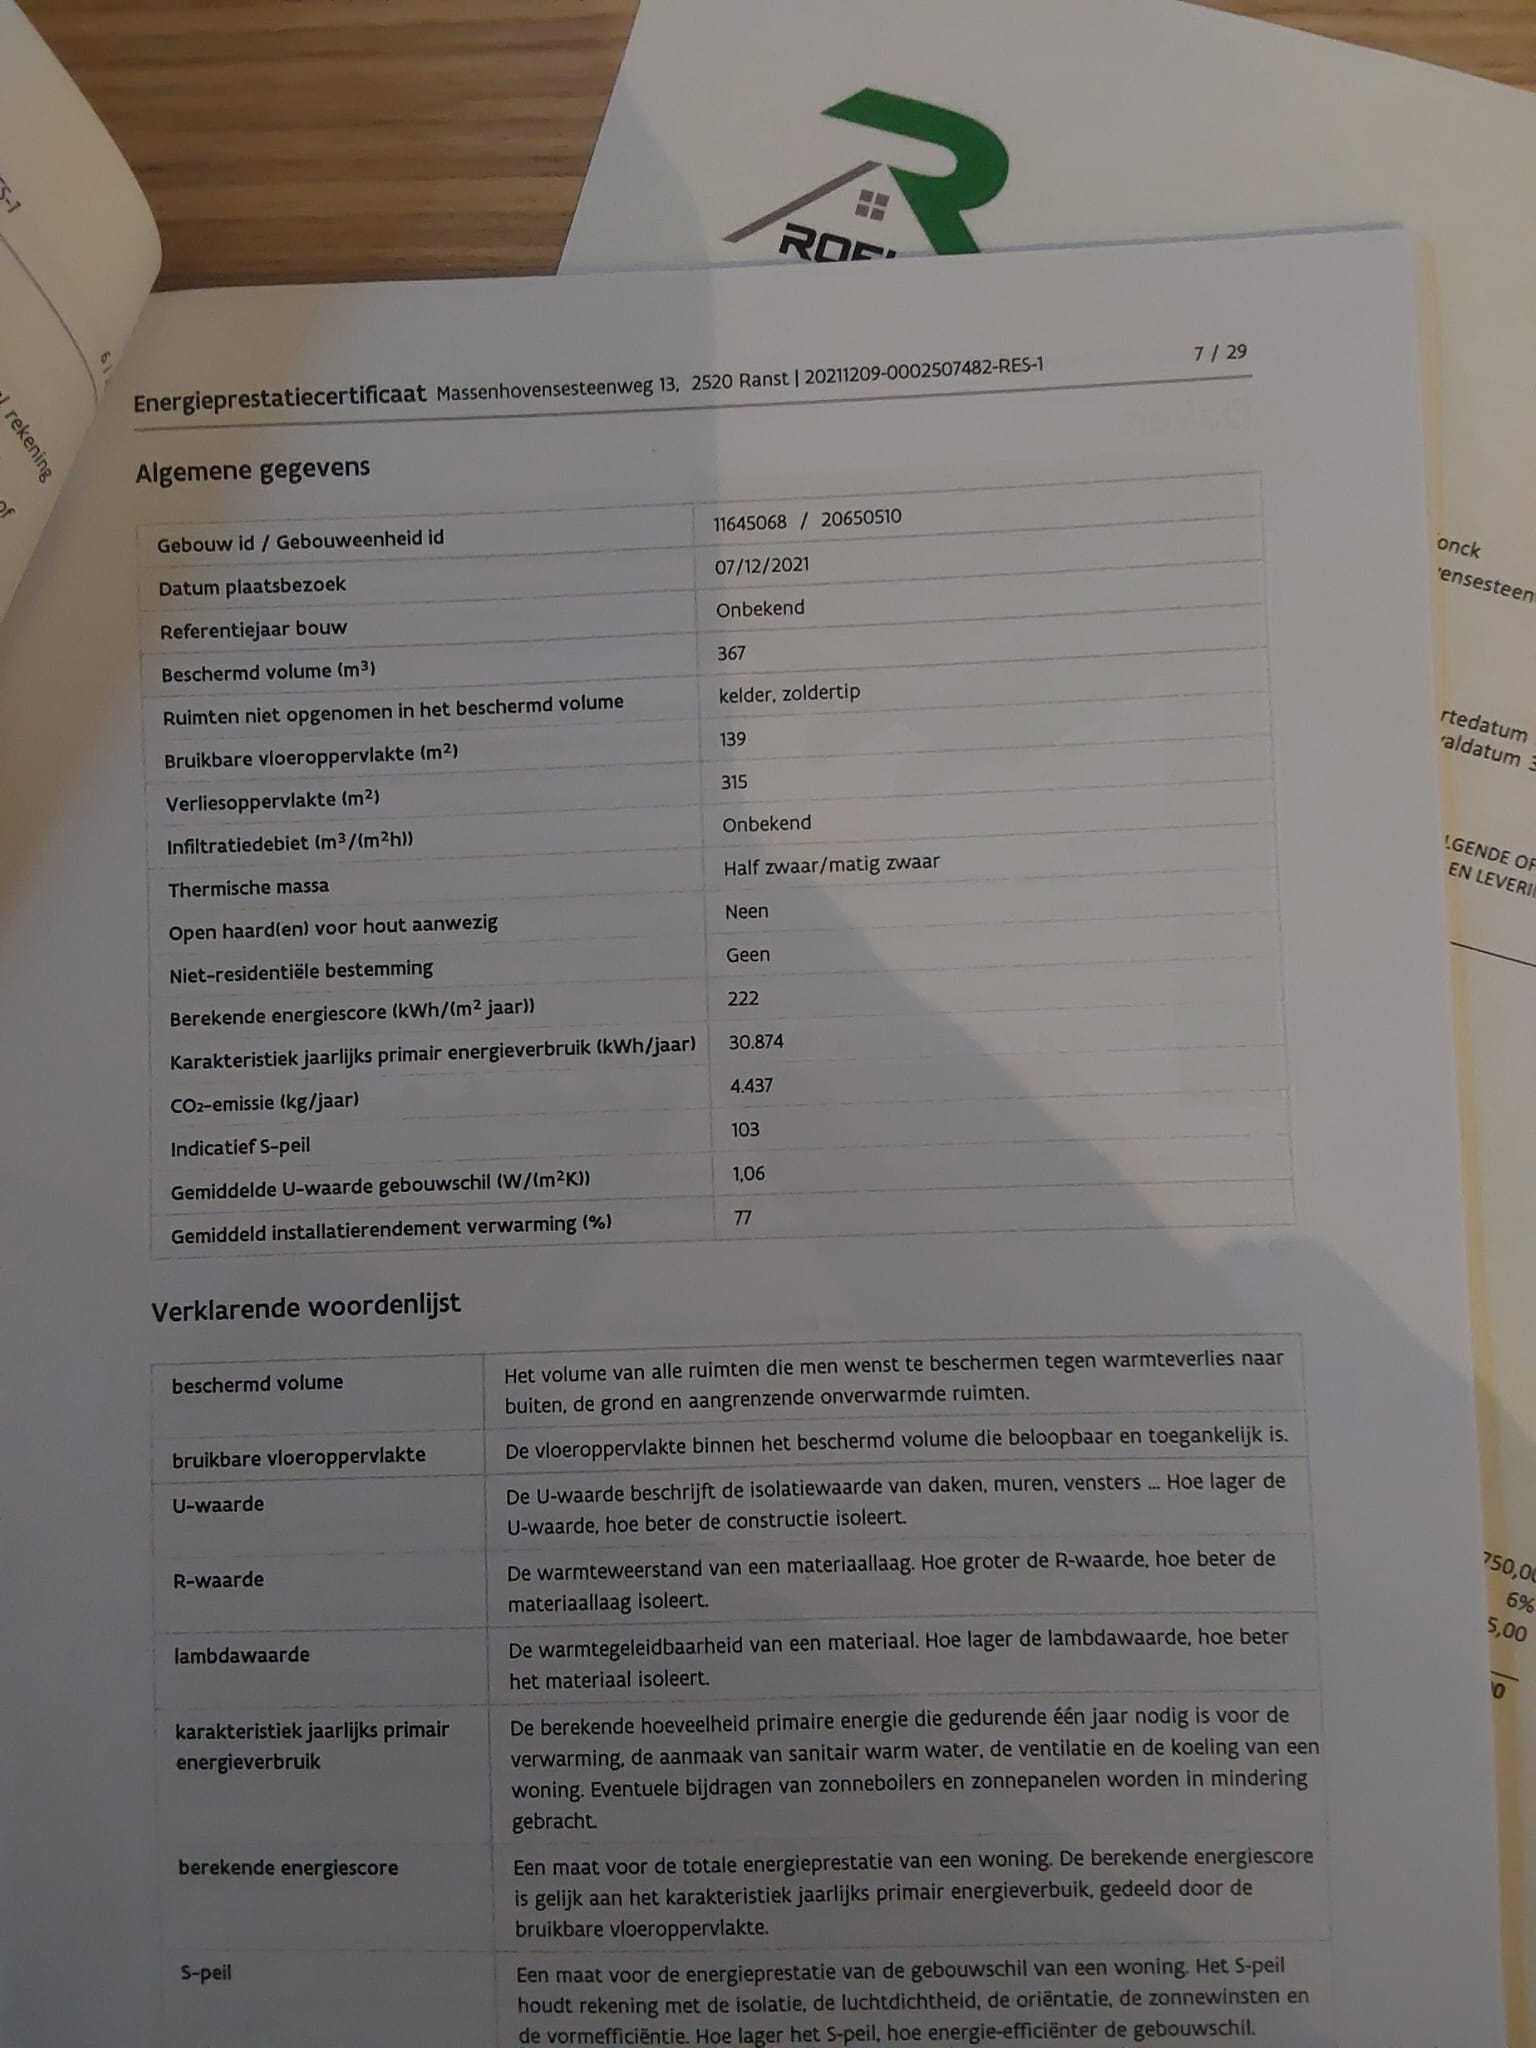 S-1
6 |
rekening
of
Energieprestatiecertificaat Massenhovensesteenweg 13, 2520 Ranst | 20211209-0002507482-RES-1
7 / 29
Algemene gegevens
Gebouw id / Gebouweenheid id 11645068 / 20650510
Datum plaatsbezoek 07/12/2021
Referentiejaar bouw Onbekend
Beschermd volume (m³) 367
Ruimten niet opgenomen in het beschermd volume kelder, zoldertip
Bruikbare vloeroppervlakte (m²) 139
Verliesoppervlakte (m²) 315
Infiltratiedebiet (m³/(m²h)) Onbekend
Thermische massa Half zwaar/matig zwaar
Open haard(en) voor hout aanwezig Neen
Niet-residentiële bestemming Geen
Berekende energiescore (kWh/(m² jaar)) 222
Karakteristiek jaarlijks primair energieverbruik (kWh/jaar) 30.874
CO₂-emissie (kg/jaar) 4.437
Indicatief S-peil 103
Gemiddelde U-waarde gebouwschil (W/(m²K)) 1,06
Gemiddeld installatierendement verwarming (%) 77
Verklarende woordenlijst
beschermd volume Het volume van alle ruimten die men wenst te beschermen tegen warmteverlies naar
buiten, de grond en aangrenzende onverwarmde ruimten.
bruikbare vloeroppervlakte De vloeroppervlakte binnen het beschermd volume die beloopbaar en toegankelijk is.
U-waarde De U-waarde beschrijft de isolatiewaarde van daken, muren, vensters ... Hoe lager de
U-waarde, hoe beter de constructie isoleert.
R-waarde De warmteweerstand van een materiaallaag. Hoe groter de R-waarde, hoe beter de
materiaallaag isoleert.
lambdawaarde De warmtegeleidbaarheid van een materiaal. Hoe lager de lambdawaarde, hoe beter
het materiaal isoleert.
karakteristiek jaarlijks primair De berekende hoeveelheid primaire energie die gedurende één jaar nodig is voor de
energieverbruik verwarming, de aanmaak van sanitair warm water, de ventilatie en de koeling van een
woning. Eventuele bijdragen van zonneboilers en zonnepanelen worden in mindering
gebracht.
berekende energiescore Een maat voor de totale energieprestatie van een woning. De berekende energiescore
is gelijk aan het karakteristiek jaarlijks primair energieverbuik, gedeeld door de
bruikbare vloeroppervlakte.
S-peil Een maat voor de energieprestatie van de gebouwschil van een woning. Het S-peil
houdt rekening met de isolatie, de luchtdichtheid, de oriëntatie, de zonnewinsten en
de vormefficiëntie. Hoe lager het S-peil, hoe energie-efficiënter de gebouwschil.
onck
ensesteen
rtedatum
aldatum 3
LGENDE OF
EN LEVERI
750,00
6%
5,00